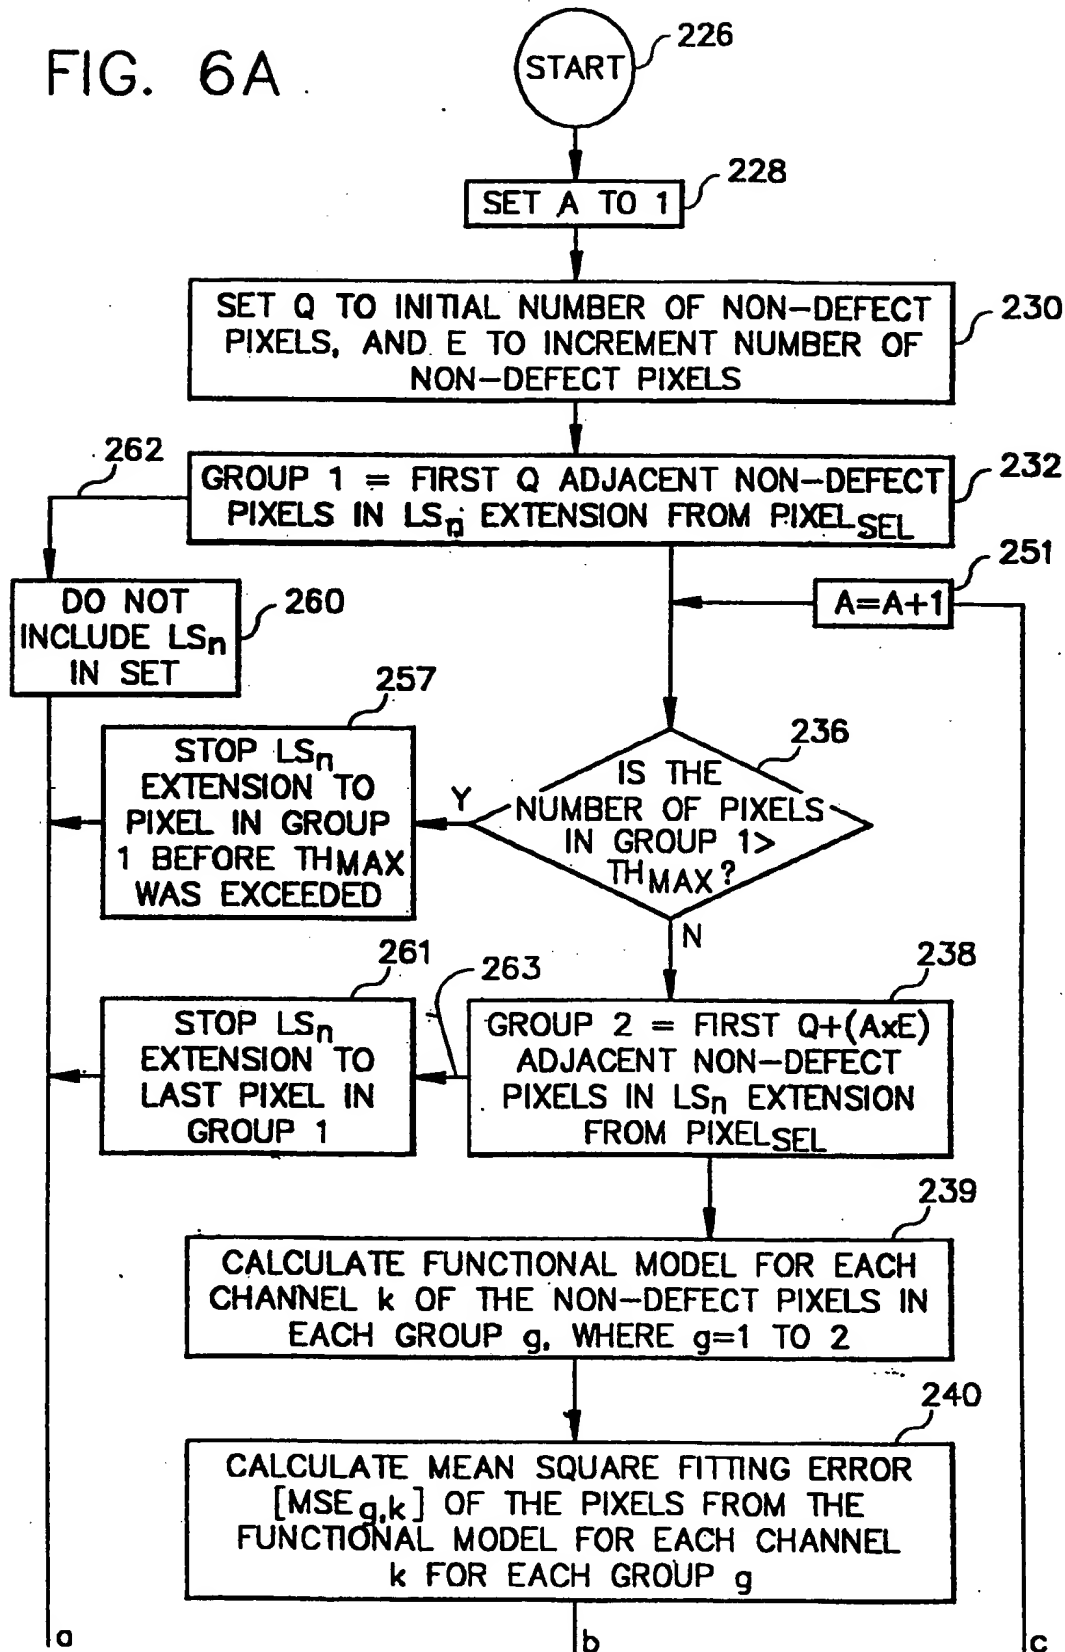 FIG. 6A
START
226
SET A TO 1
228
SET Q TO INITIAL NUMBER OF NON-DEFECT
PIXELS, AND E TO INCREMENT NUMBER OF
NON-DEFECT PIXELS
230
262
GROUP 1 = FIRST Q ADJACENT NON-DEFECT
PIXELS IN LSn EXTENSION FROM PIXELSEL
232
251
A=A+1
DO NOT
INCLUDE LSn
IN SET
260
257
STOP LSn
EXTENSION TO
PIXEL IN GROUP
1 BEFORE THMAX
WAS EXCEEDED
Y
236
IS THE
NUMBER OF PIXELS
IN GROUP 1>
THMAX?
N
261
STOP LSn
EXTENSION TO
LAST PIXEL IN
GROUP 1
263
238
GROUP 2 = FIRST Q+(AxE)
ADJACENT NON-DEFECT
PIXELS IN LSn EXTENSION
FROM PIXELSEL
239
CALCULATE FUNCTIONAL MODEL FOR EACH
CHANNEL k OF THE NON-DEFECT PIXELS IN
EACH GROUP g, WHERE g=1 TO 2
240
CALCULATE MEAN SQUARE FITTING ERROR
[MSEg,k] OF THE PIXELS FROM THE
FUNCTIONAL MODEL FOR EACH CHANNEL
k FOR EACH GROUP g
a
b
c